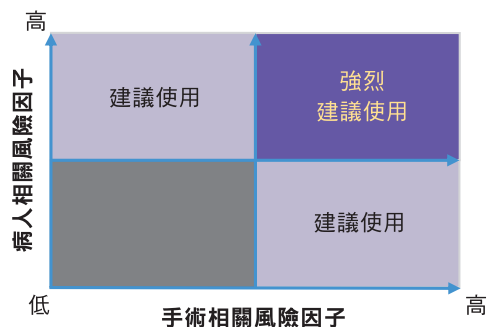 高
病人相關風險因子
建議使用
強烈
建議使用
建議使用
低
手術相關風險因子
高